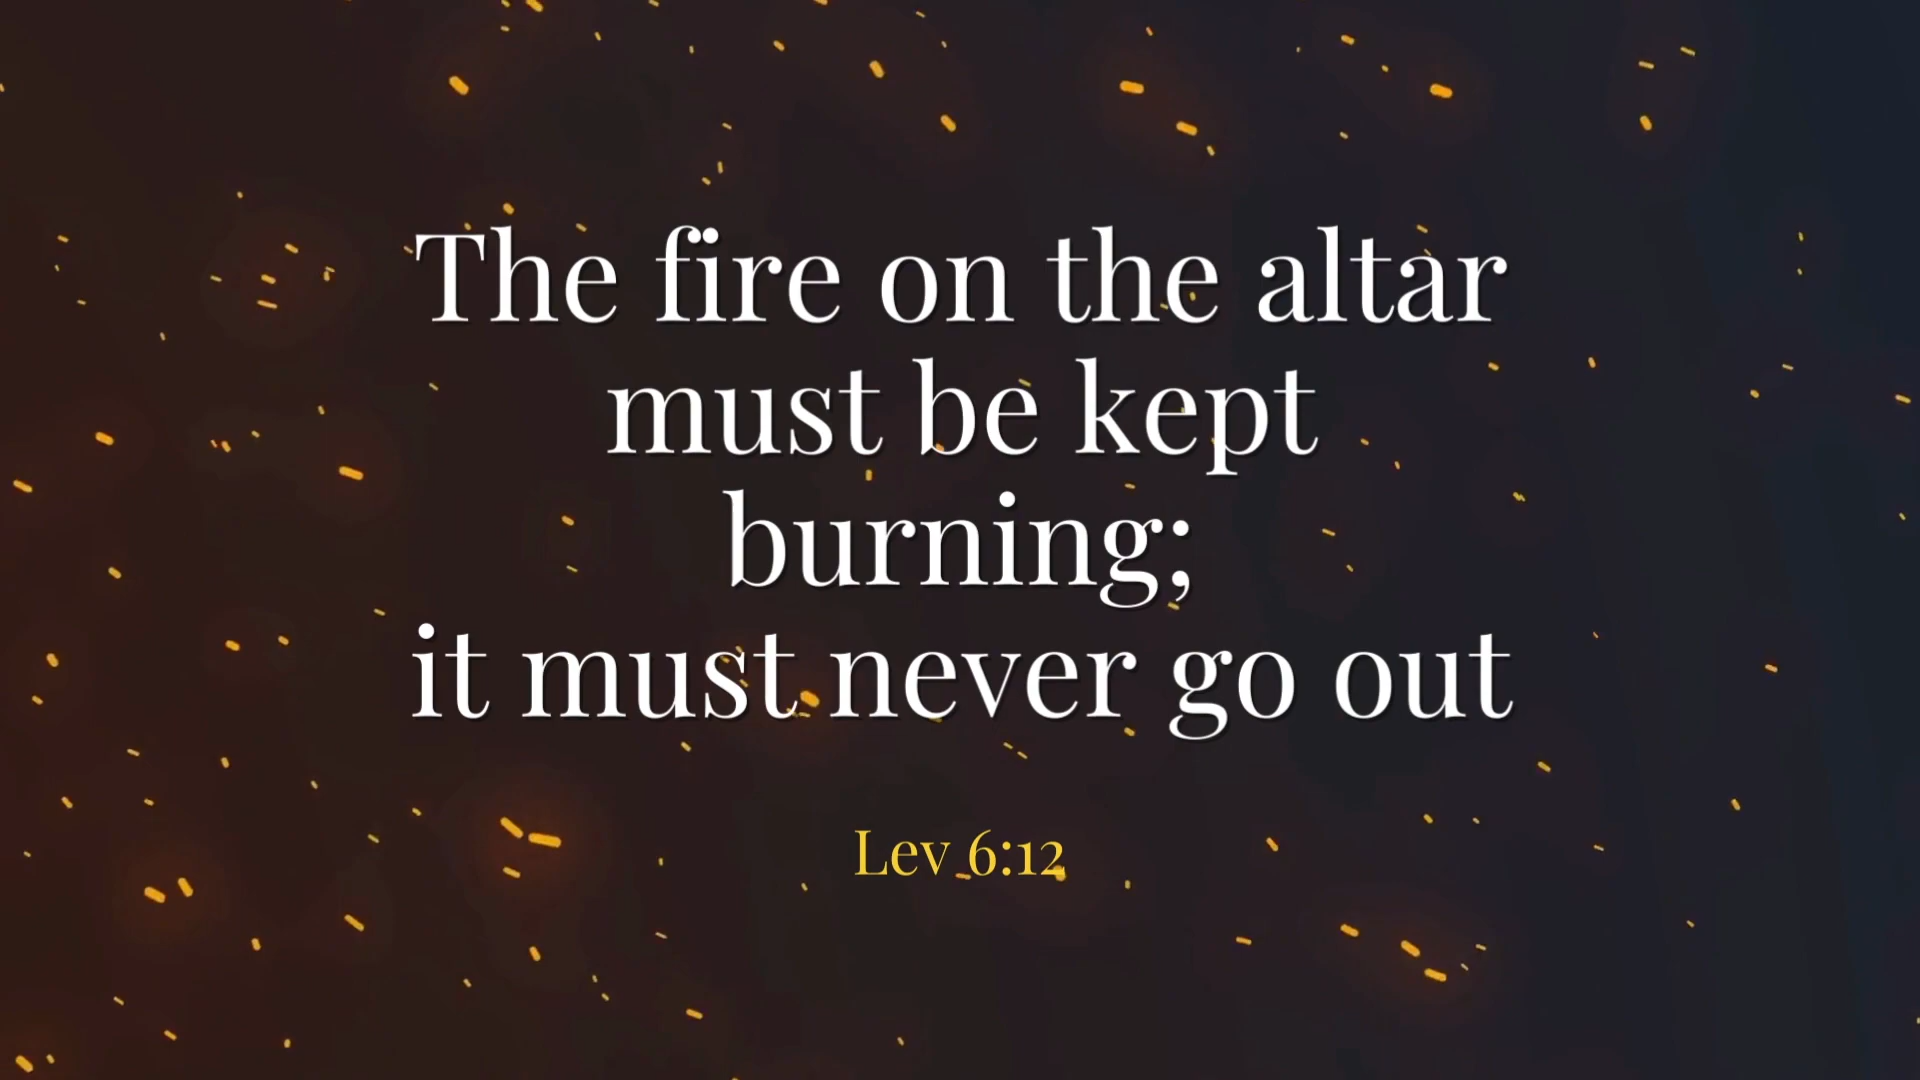 The fire on the altar
must be kept
burning;
it must never go out
Lev 6:12